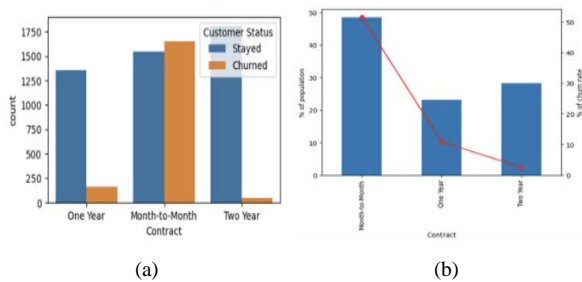 Customer Status
Stayed
Churned
1750
1500
1250
1000
750
500
250
0
count
One Year Month-to-Month Two Year
Contract
(a)
50
40
30
20
10
0
% of population
50
40
30
20
10
0
% of churn rate
Month-to-Month
One Year
Two Year
Contract
(b)